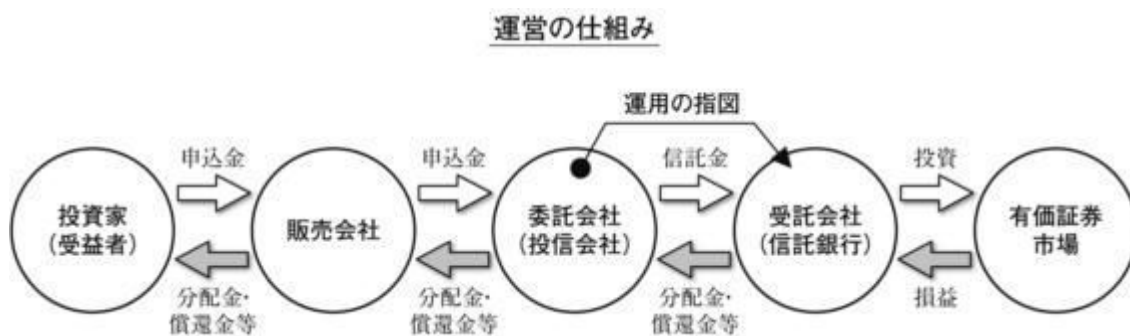 運営の仕組み
運用の指図
申込金
申込金
信託金
投資
投資家
(受益者)
販売会社
委託会社
(投信会社)
受託会社
(信託銀行)
有価証券
市場
分配金・
償還金等
分配金・
償還金等
分配金・
償還金等
損益